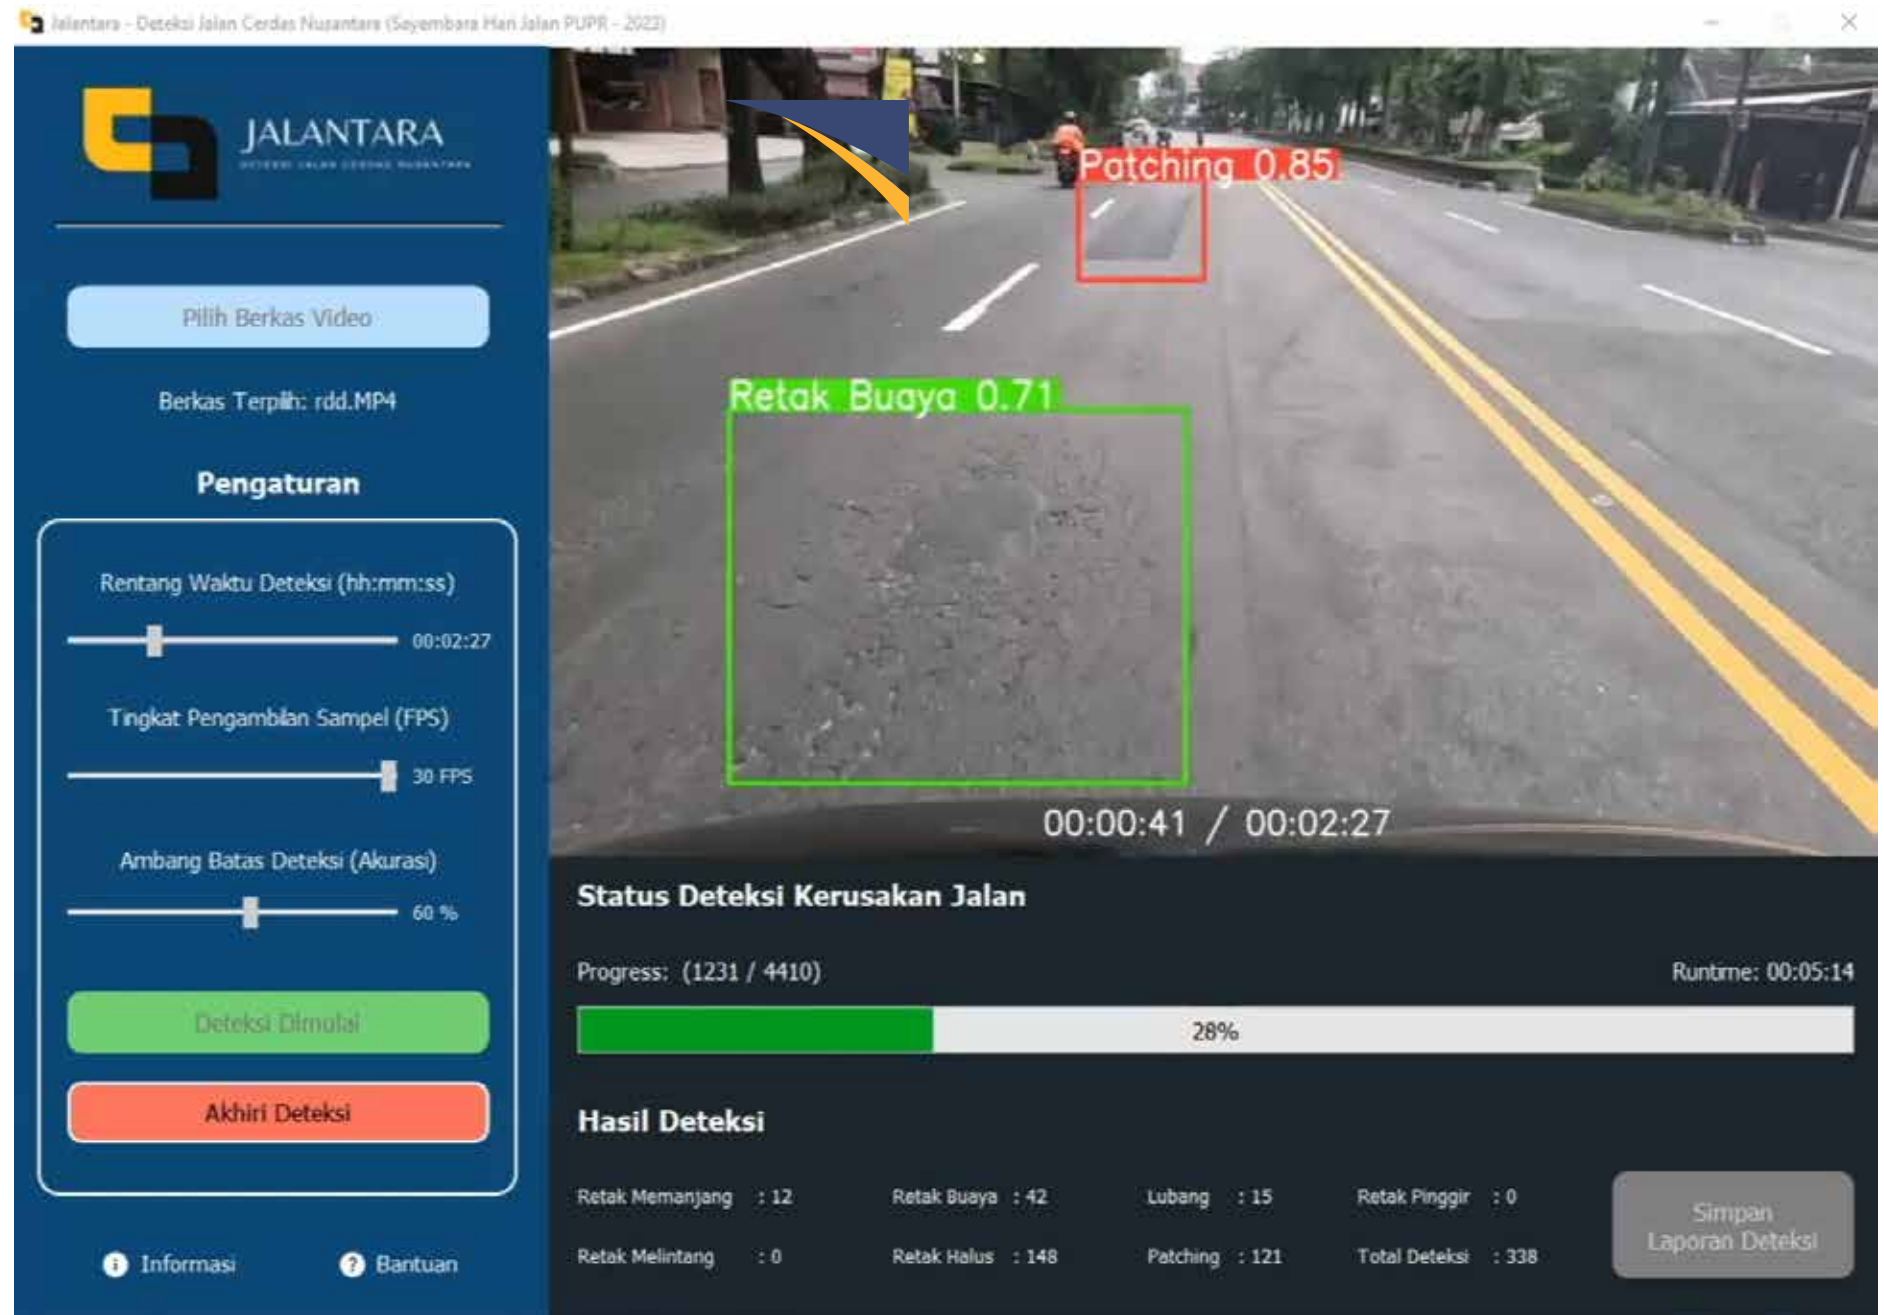 Jalantara - Deteksi Jalan Cerdas Nusantara (Sayembara Hari Jalan PUPR - 2022)
JALANTARA
DETEKSI JALAN CERDAS NUSANTARA
Pilih Berkas Video
Berkas Terpilih: rdd.MP4
Pengaturan
Rentang Waktu Deteksi (hh:mm:ss)
00:02:27
Tingkat Pengambilan Sampel (FPS)
30 FPS
Ambang Batas Deteksi (Akurasi)
60 %
Deteksi Dimulai
Akhiri Deteksi
Informasi
Bantuan
Patching 0.85
Retak Buaya 0.71
00:00:41 / 00:02:27
Status Deteksi Kerusakan Jalan
Progress: (1231 / 4410)
Runtime: 00:05:14
28%
Hasil Deteksi
Retak Memanjang : 12 Retak Buaya : 42 Lubang : 15 Retak Pinggir : 0
Retak Melintang : 0 Retak Halus : 148 Patching : 121 Total Deteksi : 338
Simpan
Laporan Deteksi